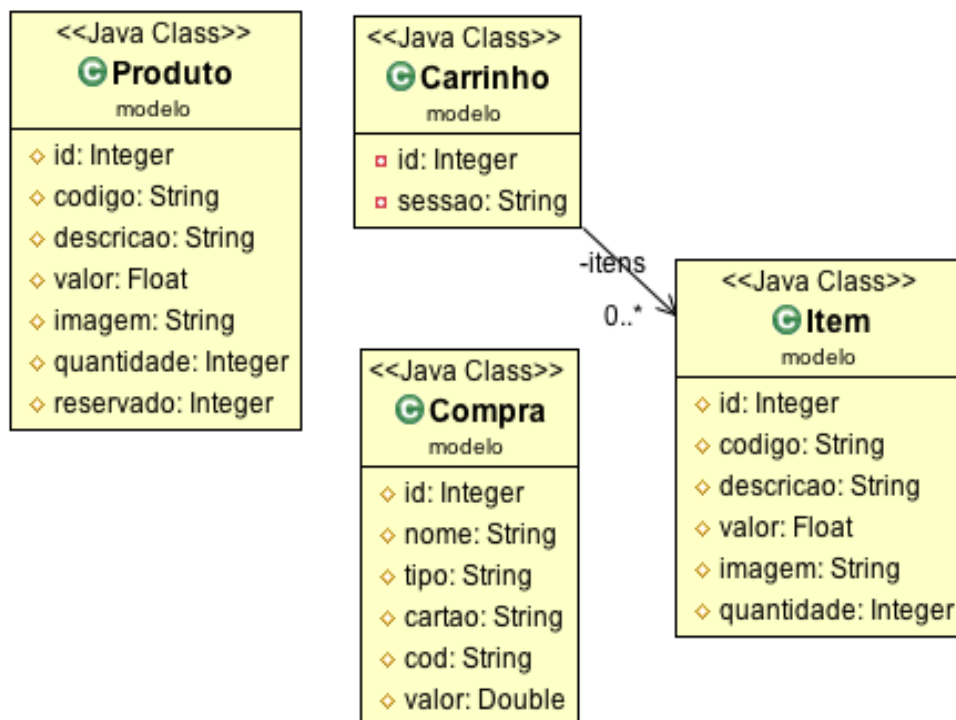 <<Java Class>>
C Produto
modelo
id: Integer
codigo: String
descricao: String
valor: Float
imagem: String
quantidade: Integer
reservado: Integer
<<Java Class>>
C Carrinho
modelo
id: Integer
sessao: String
-itens
0..*
<<Java Class>>
C Compra
modelo
id: Integer
nome: String
tipo: String
cartao: String
cod: String
valor: Double
<<Java Class>>
C Item
modelo
id: Integer
codigo: String
descricao: String
valor: Float
imagem: String
quantidade: Integer